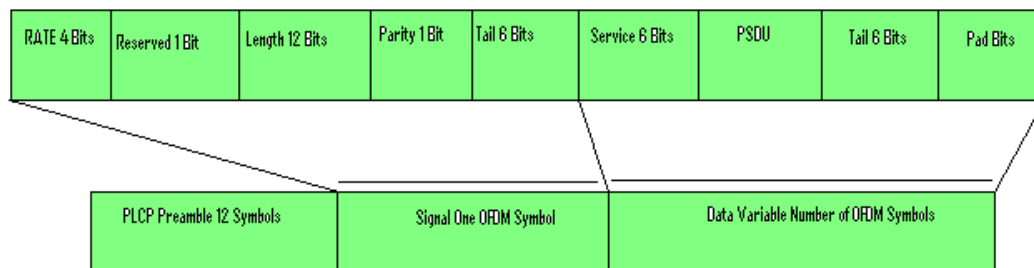 RATE 4 Bits
Reserved 1 Bit
Length 12 Bits
Parity 1 Bit
Tail 6 Bits
Service 6 Bits
PSDU
Tail 6 Bits
Pad Bits
PLCP Preamble 12 Symbols
Signal One OFDM Symbol
Data Variable Number of OFDM Symbols